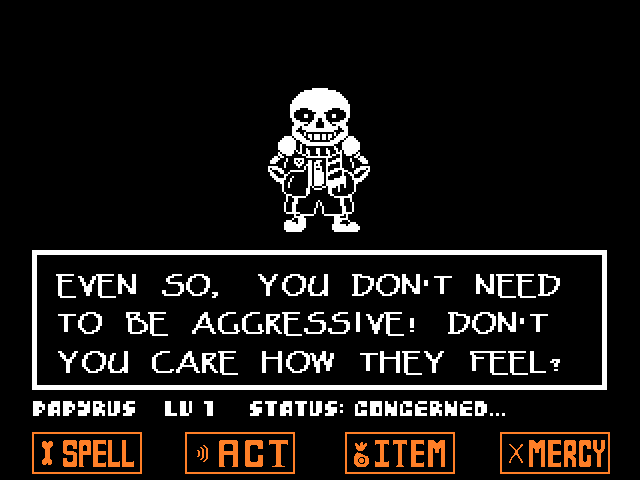 EVEN SO, YOU DON'T NEED
TO BE AGGRESSIVE! DON'T
YOU CARE HOW THEY FEEL?
PAPYRUS LV 1 STATUS: CONCERNED...
SPELL ACT ITEM MERCY